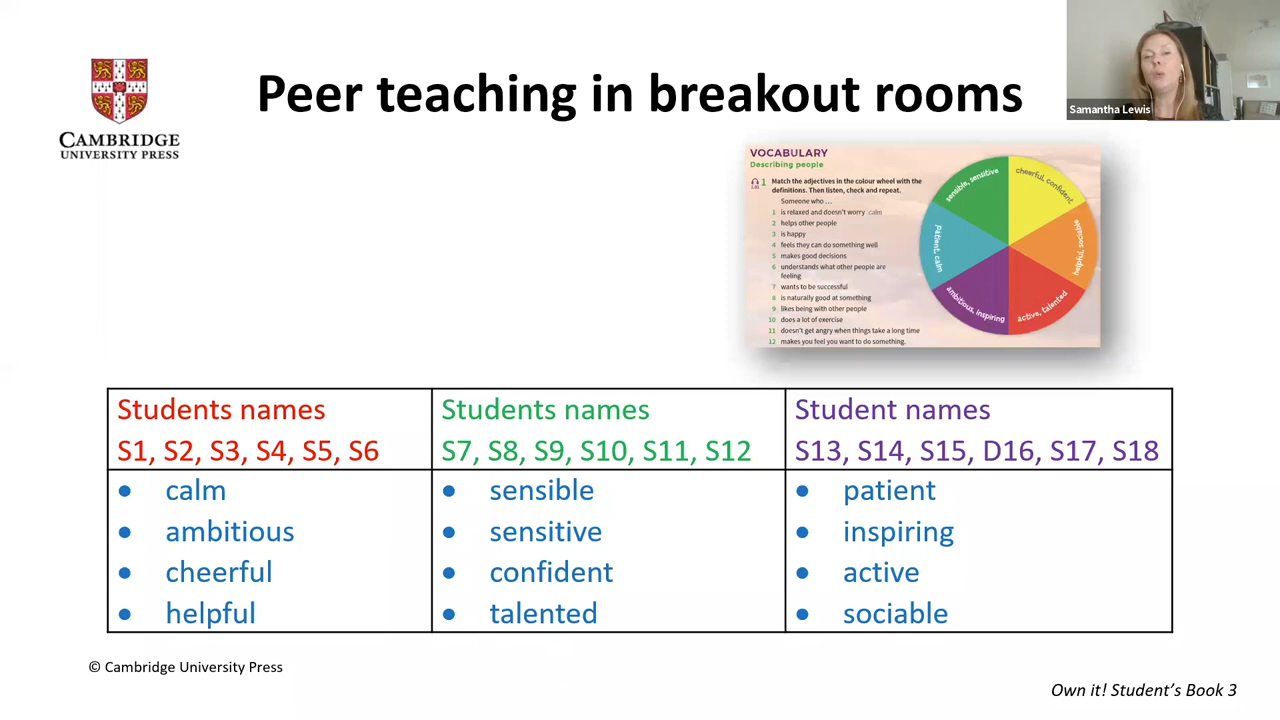 Peer teaching in breakout rooms
Samantha Lewis
CAMBRIDGE
UNIVERSITY PRESS
VOCABULARY
Describing people
1 Match the adjectives in the colour wheel with the
definitions. Then listen, check and repeat.
Someone who ...
1 is relaxed and doesn't worry calm
2 helps other people
3 is happy
4 feels they can do something well
5 makes good decisions
6 understands what other people are
feeling
7 wants to be successful
8 is naturally good at something
9 likes being with other people
10 does a lot of exercise
11 doesn't get angry when things take a long time
12 makes you feel you want to do something.
sensible, sensitive
cheerful, confident
helpful, sociable
active, talented
ambitious, inspiring
patient, calm
Students names
S1, S2, S3, S4, S5, S6
Students names
S7, S8, S9, S10, S11, S12
Student names
S13, S14, S15, D16, S17, S18
• calm
• ambitious
• cheerful
• helpful
• sensible
• sensitive
• confident
• talented
• patient
• inspiring
• active
• sociable
© Cambridge University Press
Own it! Student's Book 3